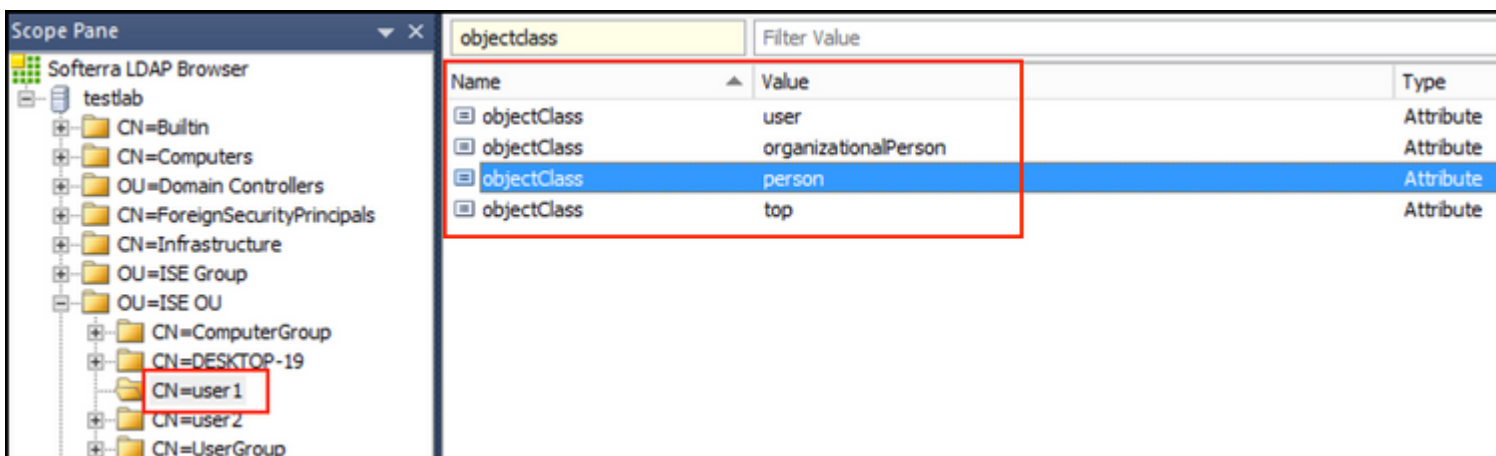 Scope Pane
Softerra LDAP Browser
testlab
CN=Builtin
CN=Computers
OU=Domain Controllers
CN=ForeignSecurityPrincipals
CN=Infrastructure
OU=ISE Group
OU=ISE OU
CN=ComputerGroup
CN=DESKTOP-19
CN=user1
CN=user2
CN=UserGroup
objectclass Filter Value
Name Value Type
objectClass user Attribute
objectClass organizationalPerson Attribute
objectClass person Attribute
objectClass top Attribute